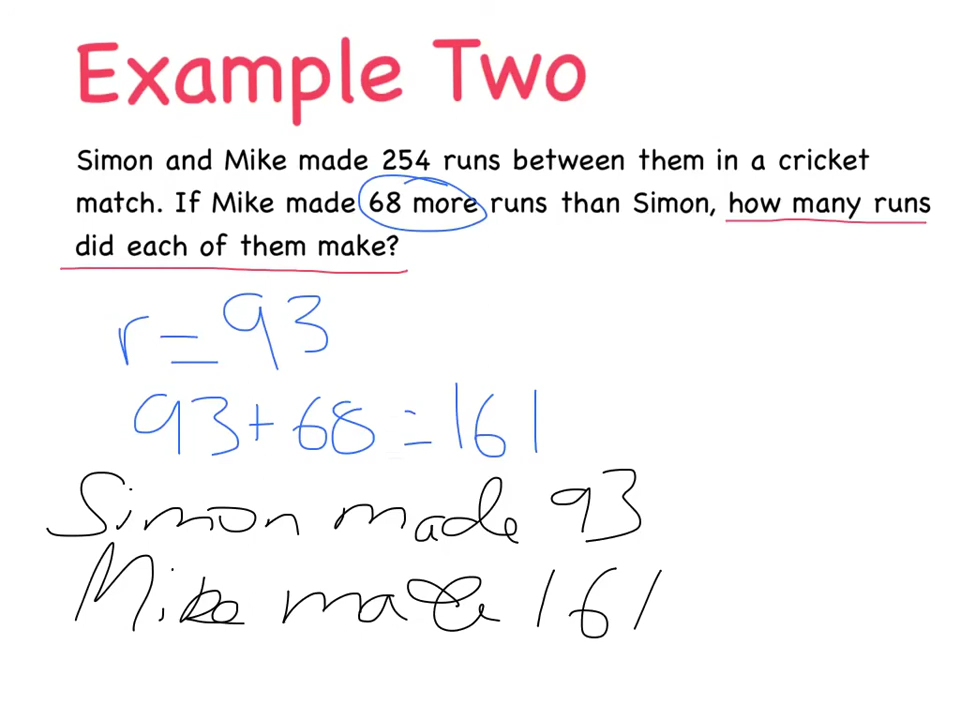 Example Two
Simon and Mike made 254 runs between them in a cricket
match. If Mike made 68 more runs than Simon, how many runs
did each of them make?
r = 93
93 + 68 = 161
Simon made 93
Mike made 161